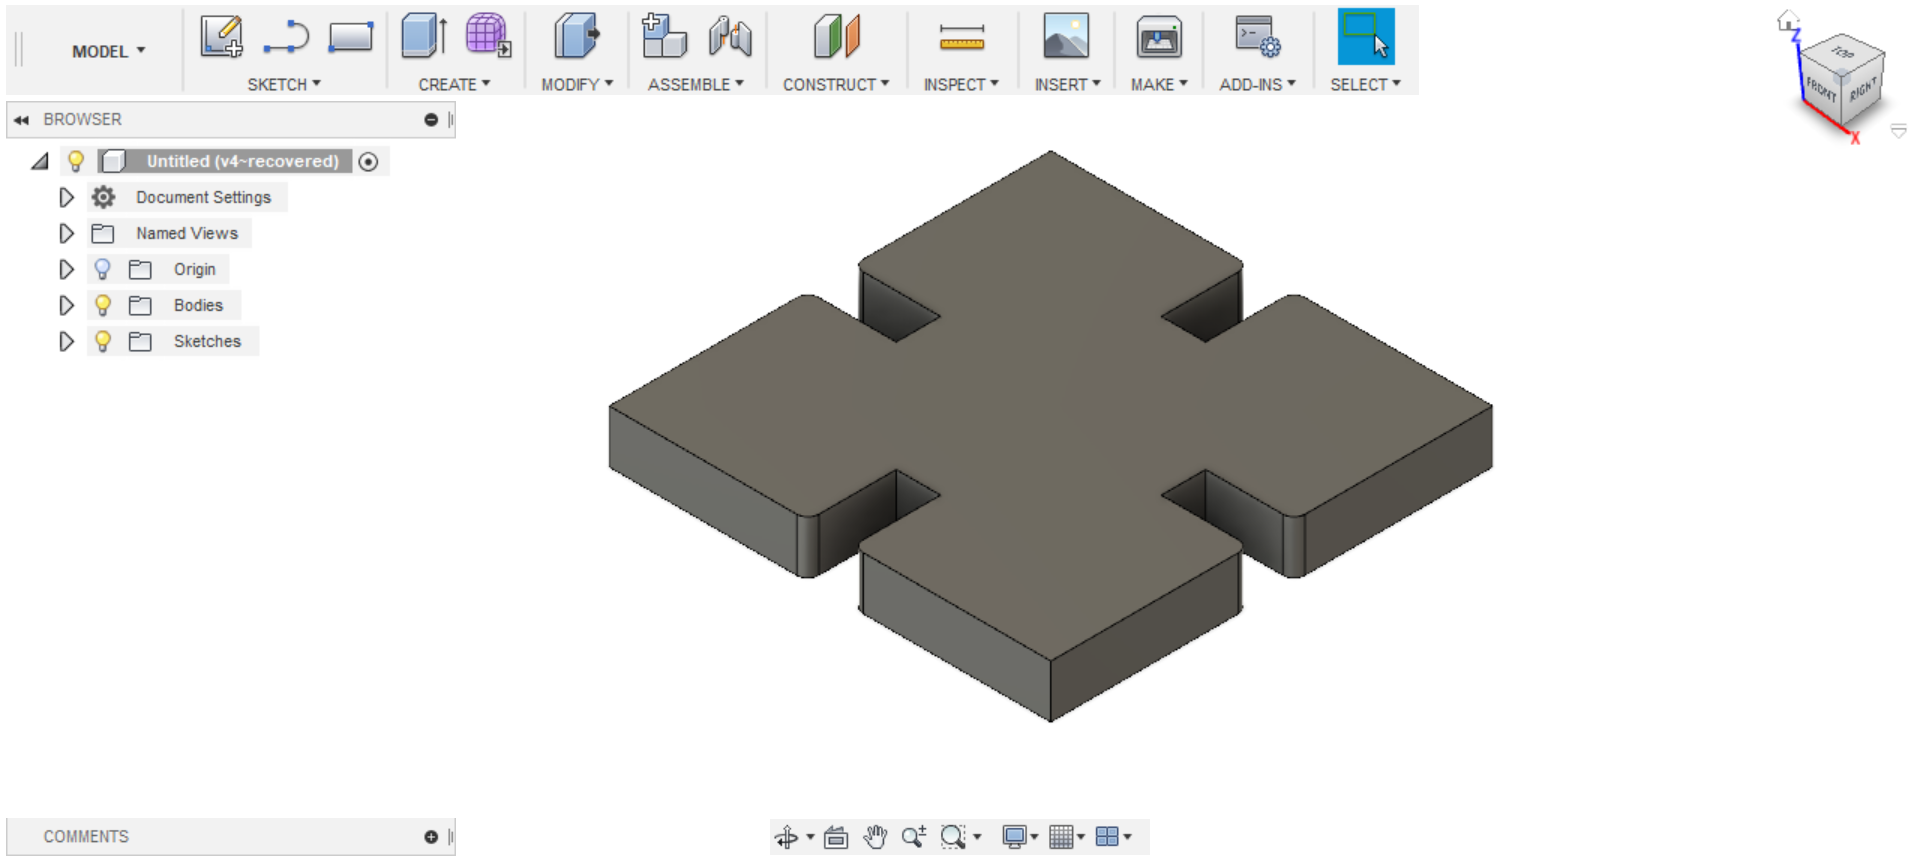 MODEL
SKETCH
CREATE
MODIFY
ASSEMBLE
CONSTRUCT
INSPECT
INSERT
MAKE
ADD-INS
SELECT
Z
TOP
FRONT
RIGHT
X
BROWSER
Untitled (v4~recovered)
Document Settings
Named Views
Origin
Bodies
Sketches
COMMENTS